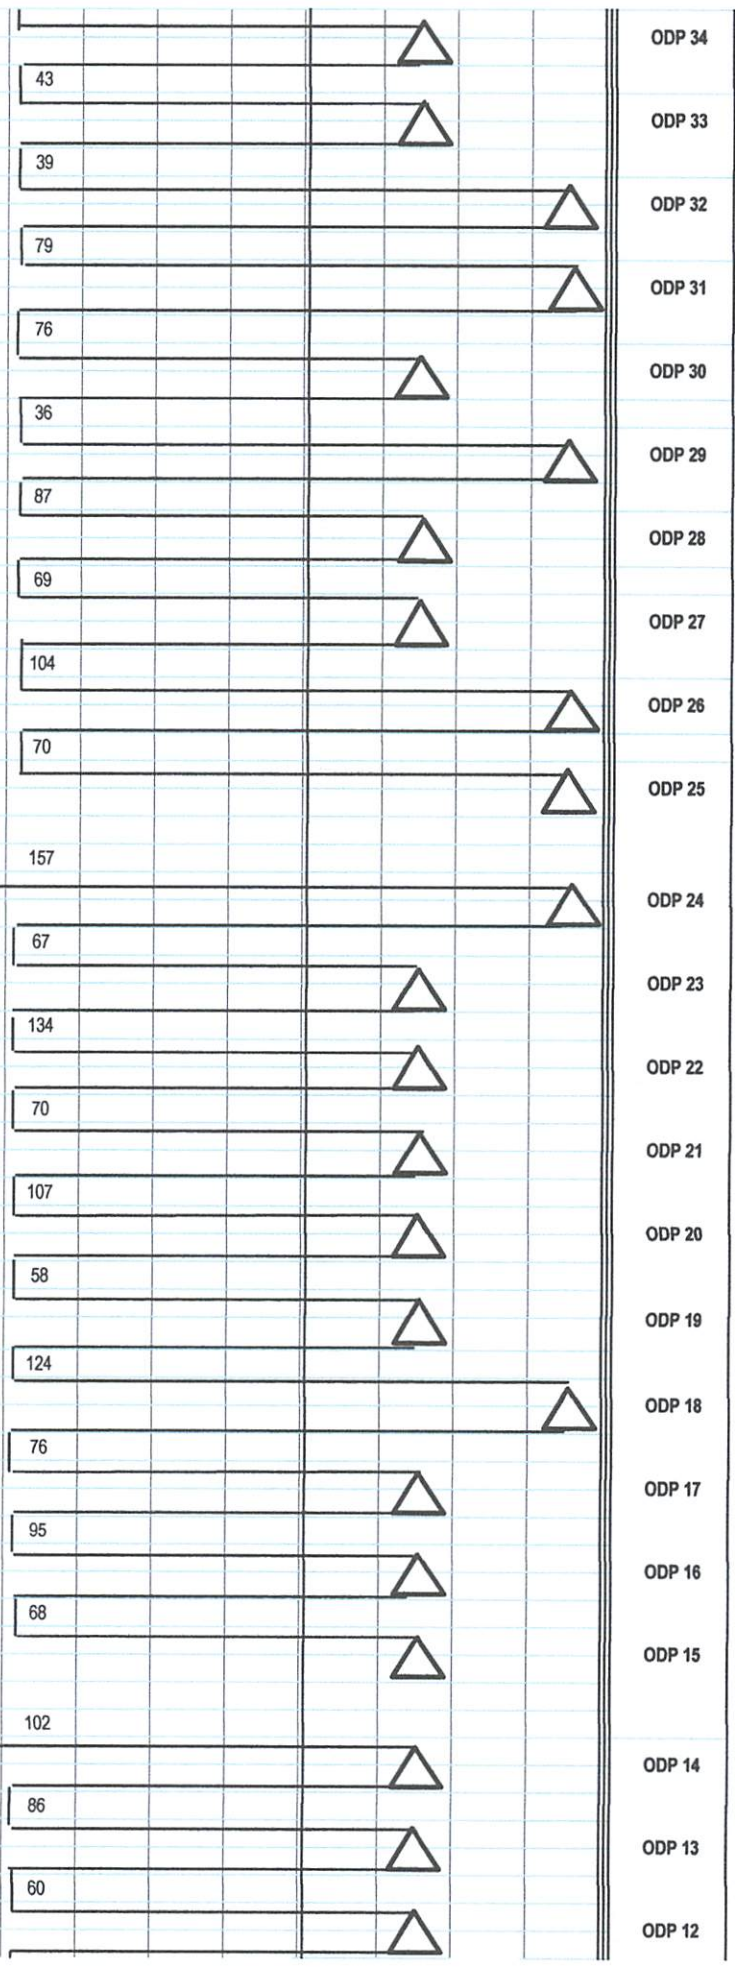 ODP 34
43
ODP 33
39
ODP 32
79
ODP 31
76
ODP 30
36
ODP 29
87
ODP 28
69
ODP 27
104
ODP 26
70
ODP 25
157
ODP 24
67
ODP 23
134
ODP 22
70
ODP 21
107
ODP 20
58
ODP 19
124
ODP 18
76
ODP 17
95
ODP 16
68
ODP 15
102
ODP 14
86
ODP 13
60
ODP 12